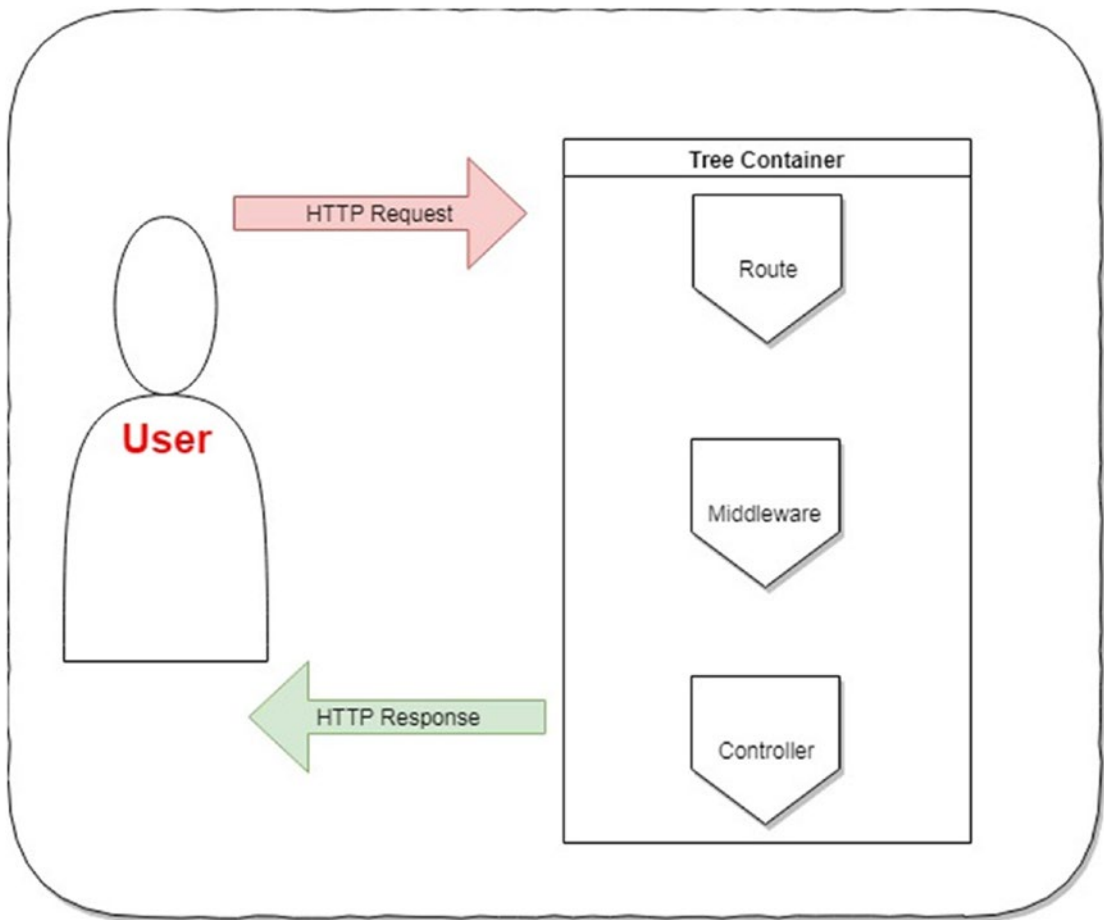 Tree Container
HTTP Request
Route
User
Middleware
HTTP Response
Controller